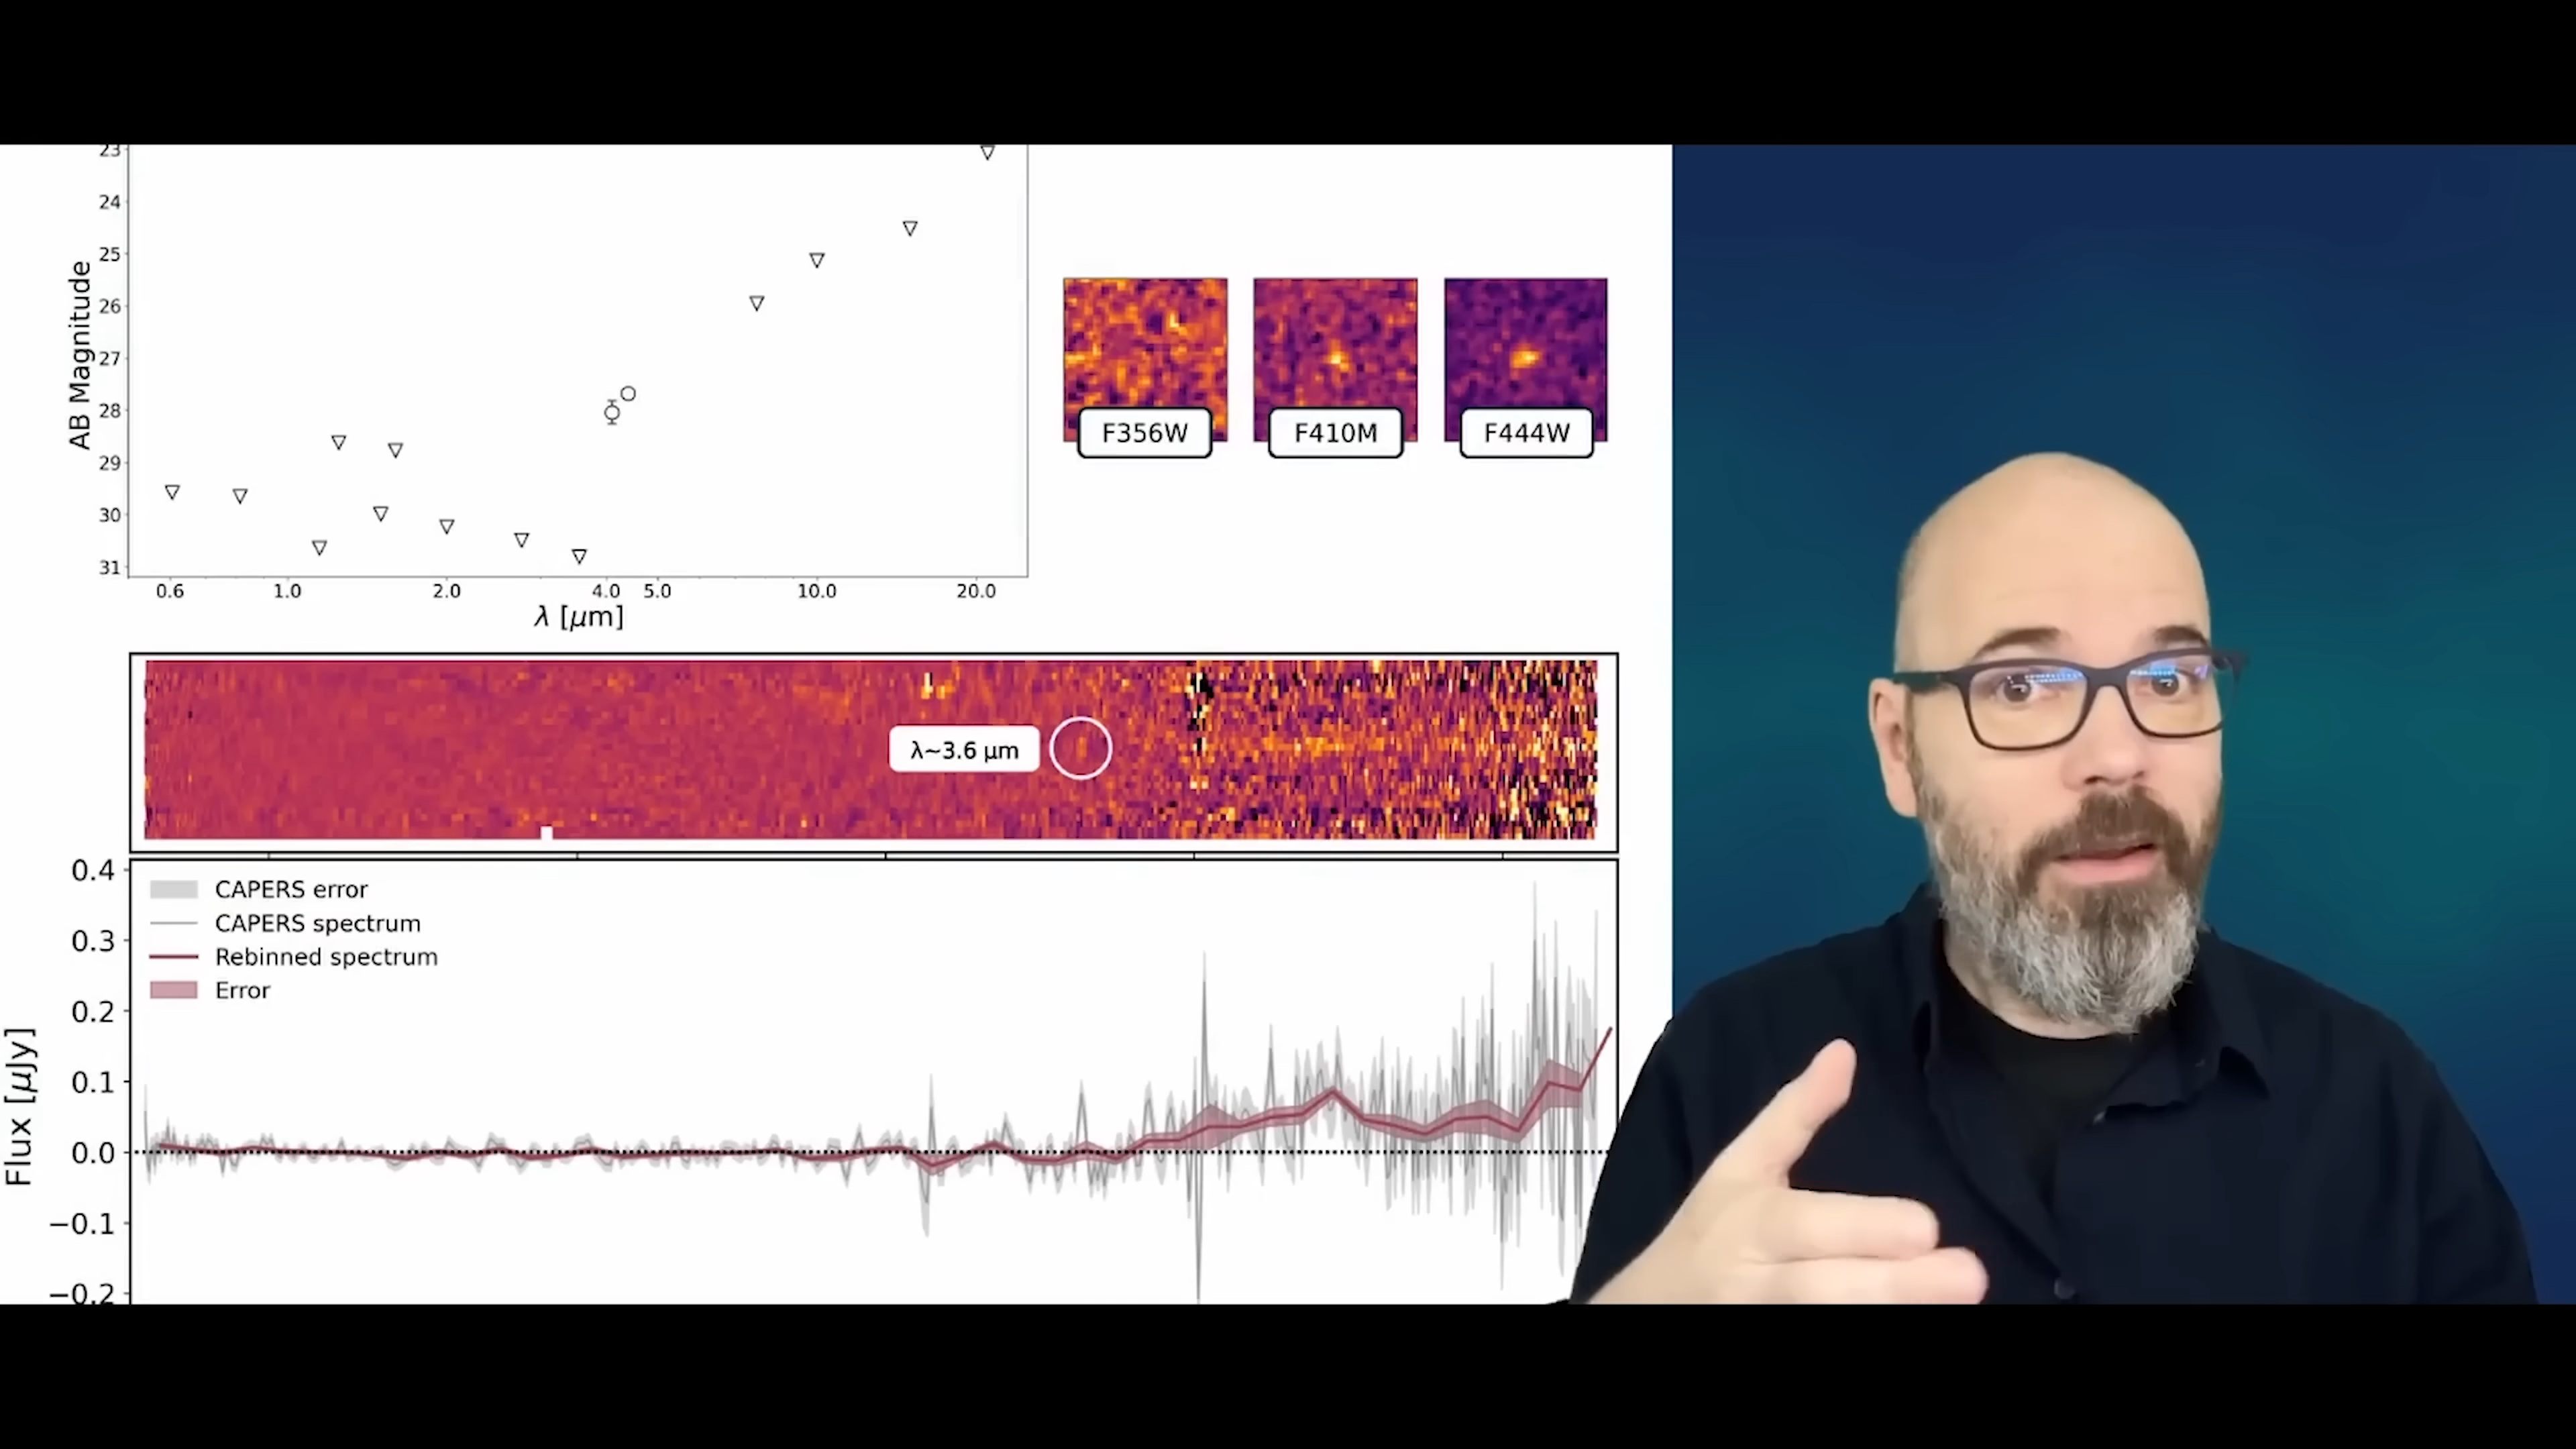 23
24
25
26
27
28
29
30
31
AB Magnitude
0.6 1.0 2.0 4.0 5.0 10.0 20.0
λ [μm]
F356W F410M F444W
λ~3.6 μm
0.4
0.3
0.2
0.1
0.0
−0.1
−0.2
Flux [μJy]
CAPERS error
CAPERS spectrum
Rebinned spectrum
Error